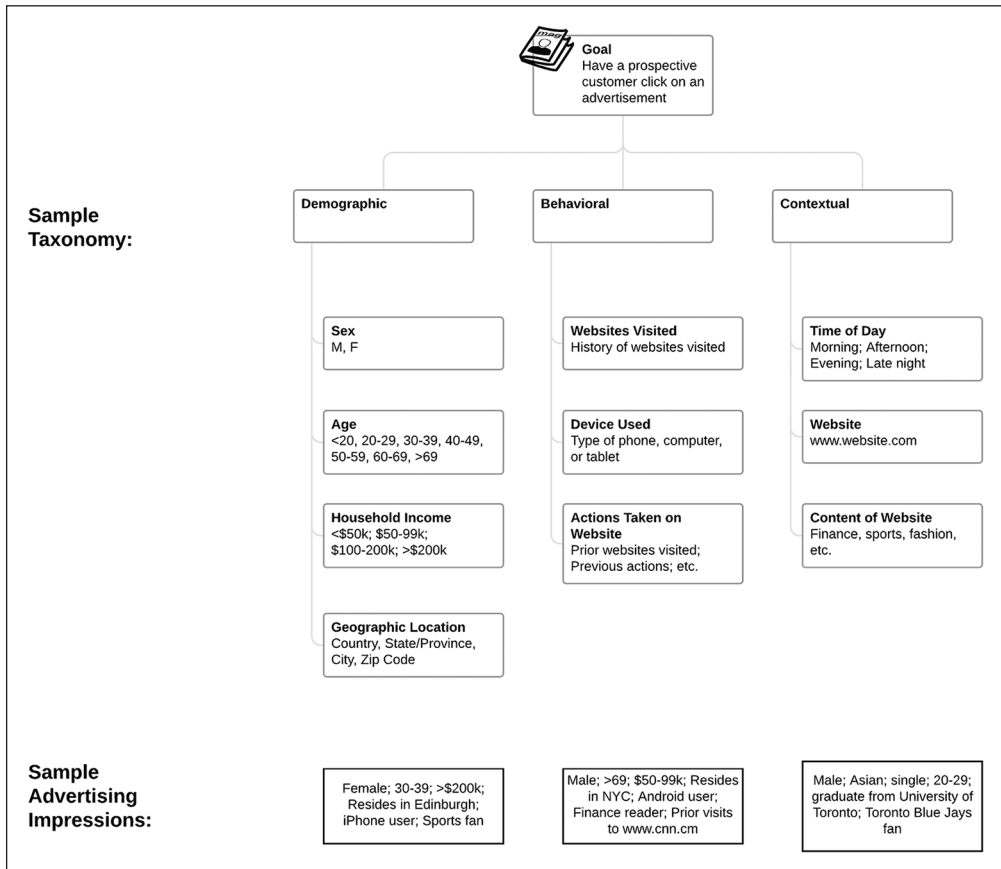 mag
Goal
Have a prospective
customer click on an
advertisement
Sample
Taxonomy:
Demographic
Behavioral
Contextual
Sex
M, F
Websites Visited
History of websites visited
Time of Day
Morning; Afternoon;
Evening; Late night
Age
<20, 20-29, 30-39, 40-49,
50-59, 60-69, >69
Device Used
Type of phone, computer,
or tablet
Website
www.website.com
Household Income
<$50k; $50-99k;
$100-200k; >$200k
Actions Taken on
Website
Prior websites visited;
Previous actions; etc.
Content of Website
Finance, sports, fashion,
etc.
Geographic Location
Country, State/Province,
City, Zip Code
Sample
Advertising
Impressions:
Female; 30-39; >$200k;
Resides in Edinburgh;
iPhone user; Sports fan
Male; >69; $50-99k; Resides
in NYC; Android user;
Finance reader; Prior visits
to www.cnn.cm
Male; Asian; single; 20-29;
graduate from University of
Toronto; Toronto Blue Jays
fan